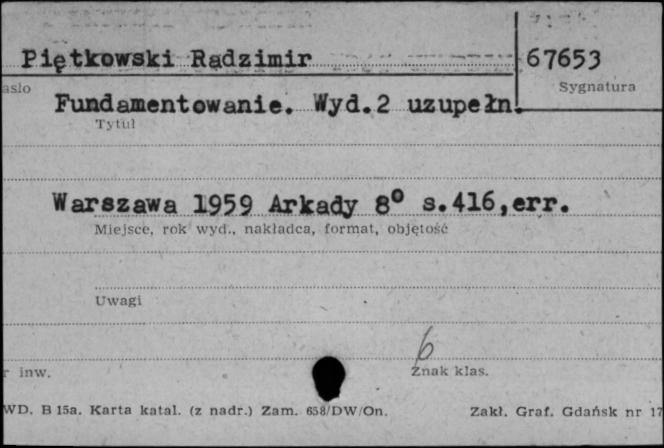 Piętkowski Radzimir 67653
asło Sygnatura
Fundamentowanie. Wyd.2 uzupełn.
Tytuł
Warszawa 1959 Arkady 8° s.416,err.
Miejsce, rok wyd., nakładca, format, objętość
Uwagi
6
r inw. Znak klas.
WD. B 15a. Karta katal. (z nadr.) Zam. 658/DW/On. Zakł. Graf. Gdańsk nr 17